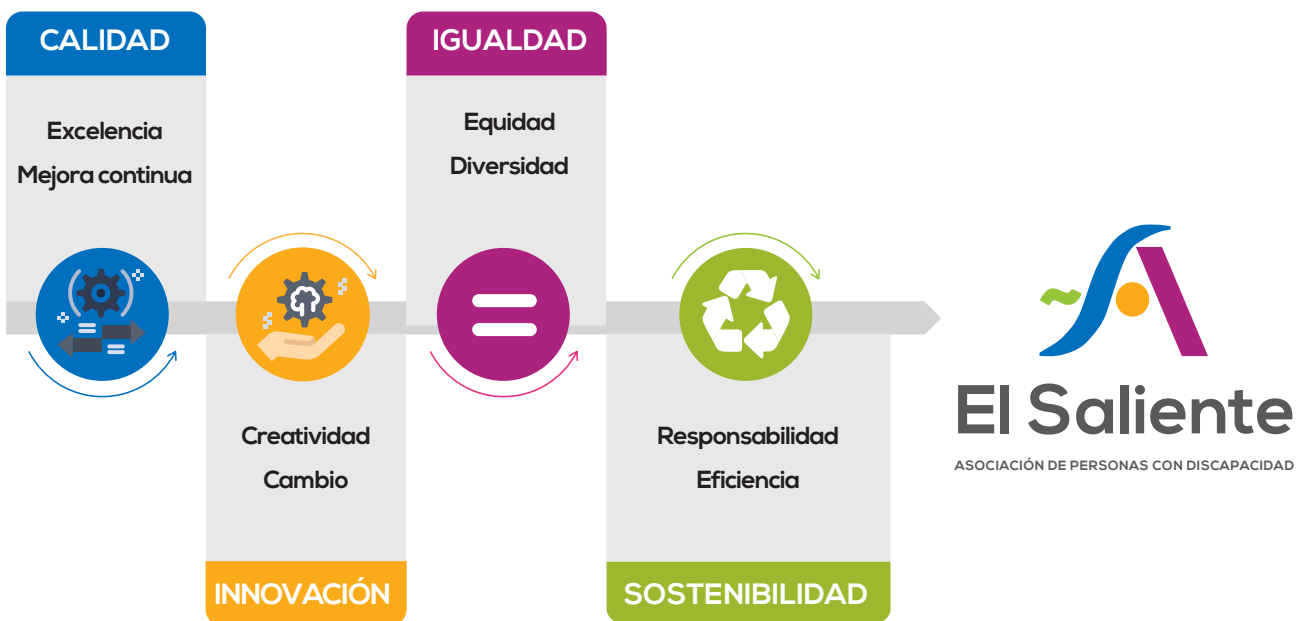 CALIDAD
Excelencia
Mejora continua
INNOVACIÓN
Creatividad
Cambio
IGUALDAD
Equidad
Diversidad
SOSTENIBILIDAD
Responsabilidad
Eficiencia
El Saliente
ASOCIACIÓN DE PERSONAS CON DISCAPACIDAD